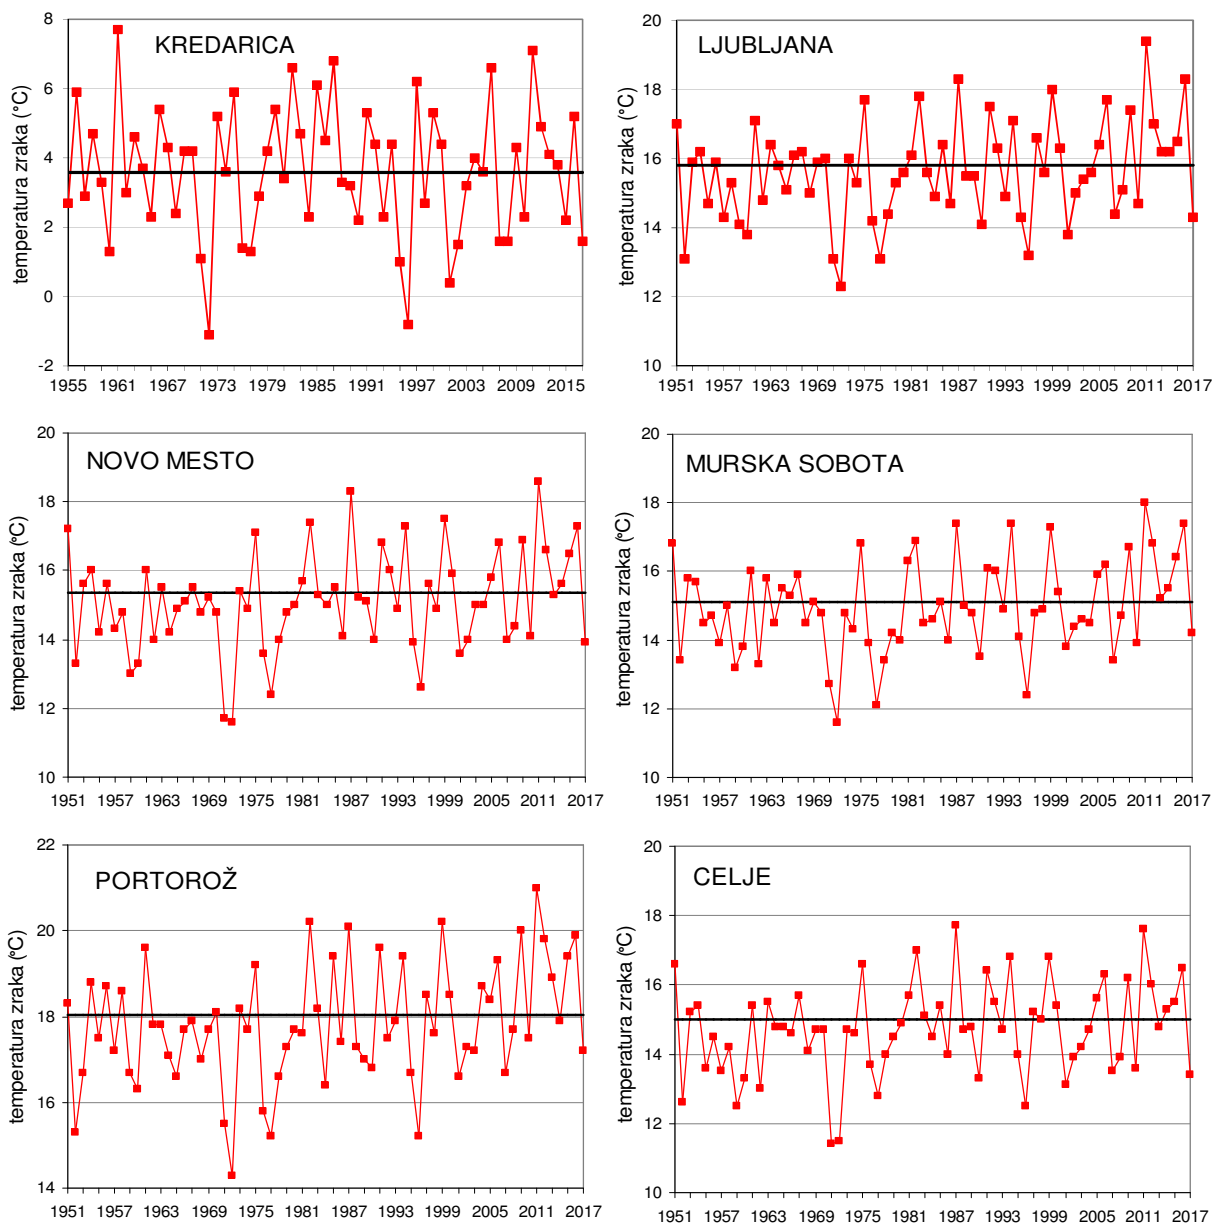 KREDARICA
temperatura zraka (°C)
8
6
4
2
0
-2
1955 1961 1967 1973 1979 1985 1991 1997 2003 2009 2015
LJUBLJANA
temperatura zraka (°C)
20
18
16
14
12
10
1951 1957 1963 1969 1975 1981 1987 1993 1999 2005 2011 2017
NOVO MESTO
temperatura zraka (°C)
20
18
16
14
12
10
1951 1957 1963 1969 1975 1981 1987 1993 1999 2005 2011 2017
MURSKA SOBOTA
temperatura zraka (°C)
20
18
16
14
12
10
1951 1957 1963 1969 1975 1981 1987 1993 1999 2005 2011 2017
PORTOROŽ
temperatura zraka (°C)
22
20
18
16
14
1951 1957 1963 1969 1975 1981 1987 1993 1999 2005 2011 2017
CELJE
temperatura zraka (°C)
20
18
16
14
12
10
1951 1957 1963 1969 1975 1981 1987 1993 1999 2005 2011 2017